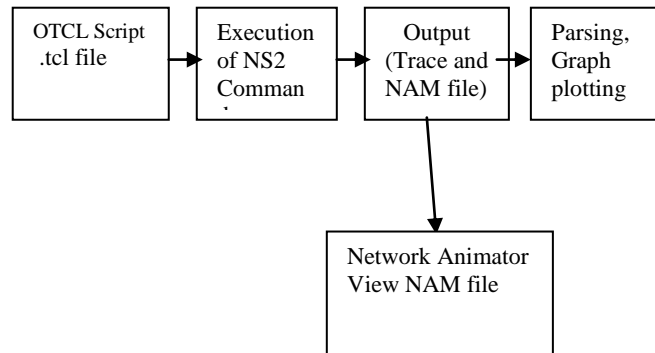 OTCL Script
.tcl file
Execution
of NS2
Comman
Output
(Trace and
NAM file)
Parsing,
Graph
plotting
Network Animator
View NAM file